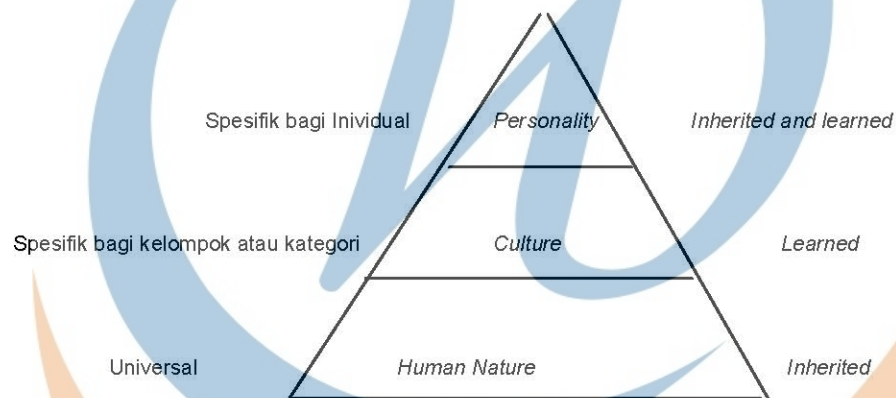 Spesifik bagi Inividual Personality Inherited and learned
Spesifik bagi kelompok atau kategori Culture Learned
Universal Human Nature Inherited